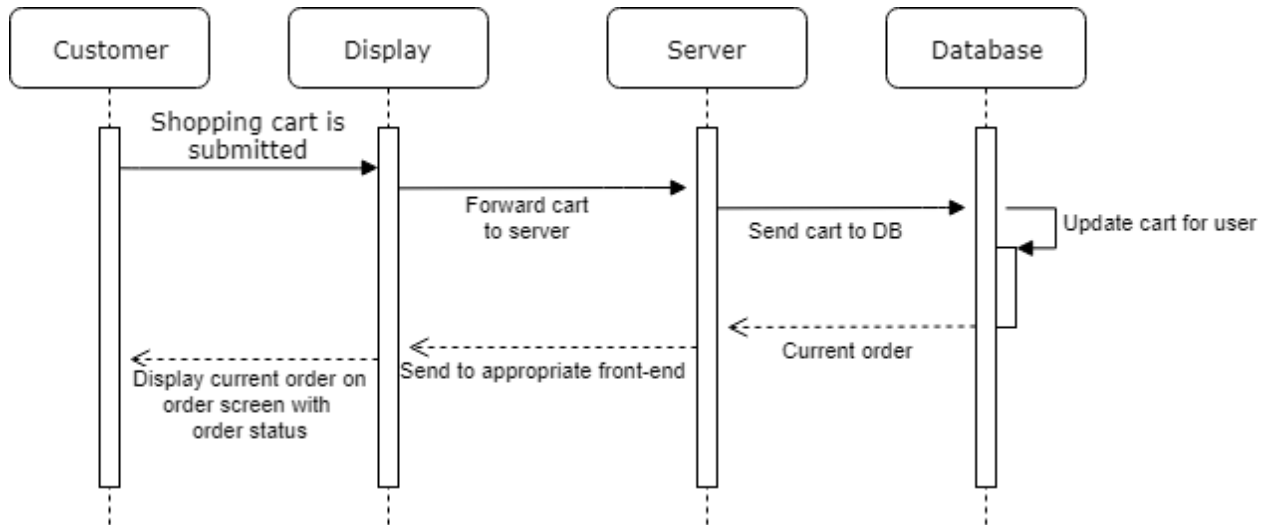 Customer
Display
Server
Database
Shopping cart is
submitted
Forward cart
to server
Send cart to DB
Update cart for user
Current order
Send to appropriate front-end
Display current order on
order screen with
order status